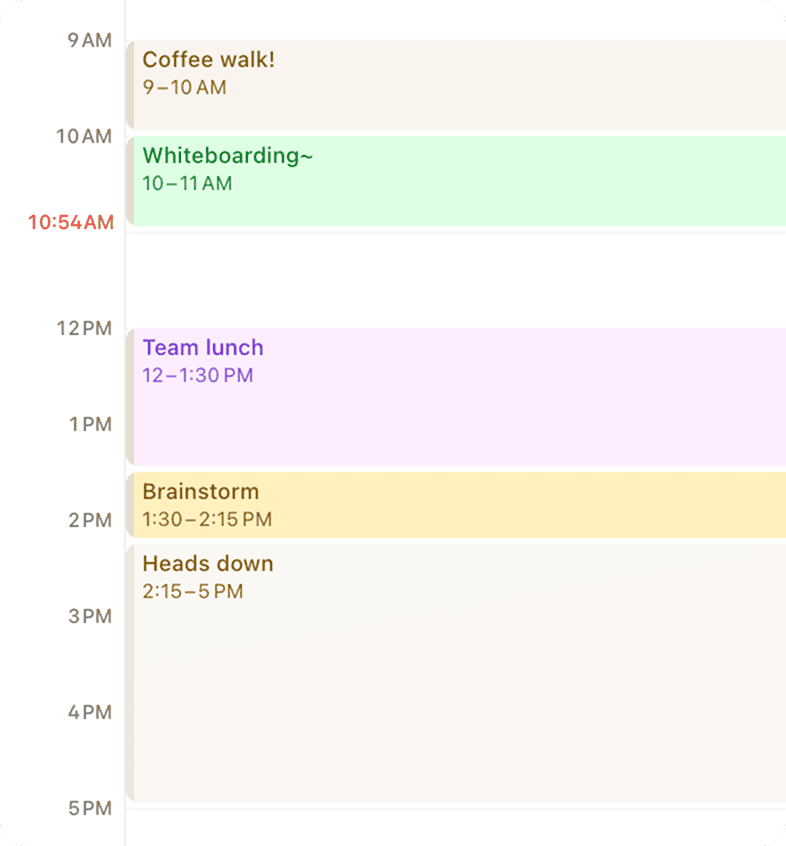 9 AM
Coffee walk!
9–10 AM
10 AM
Whiteboarding~
10–11 AM
10:54 AM
12 PM
Team lunch
12–1:30 PM
1 PM
Brainstorm
1:30–2:15 PM
2 PM
Heads down
2:15–5 PM
3 PM
4 PM
5 PM